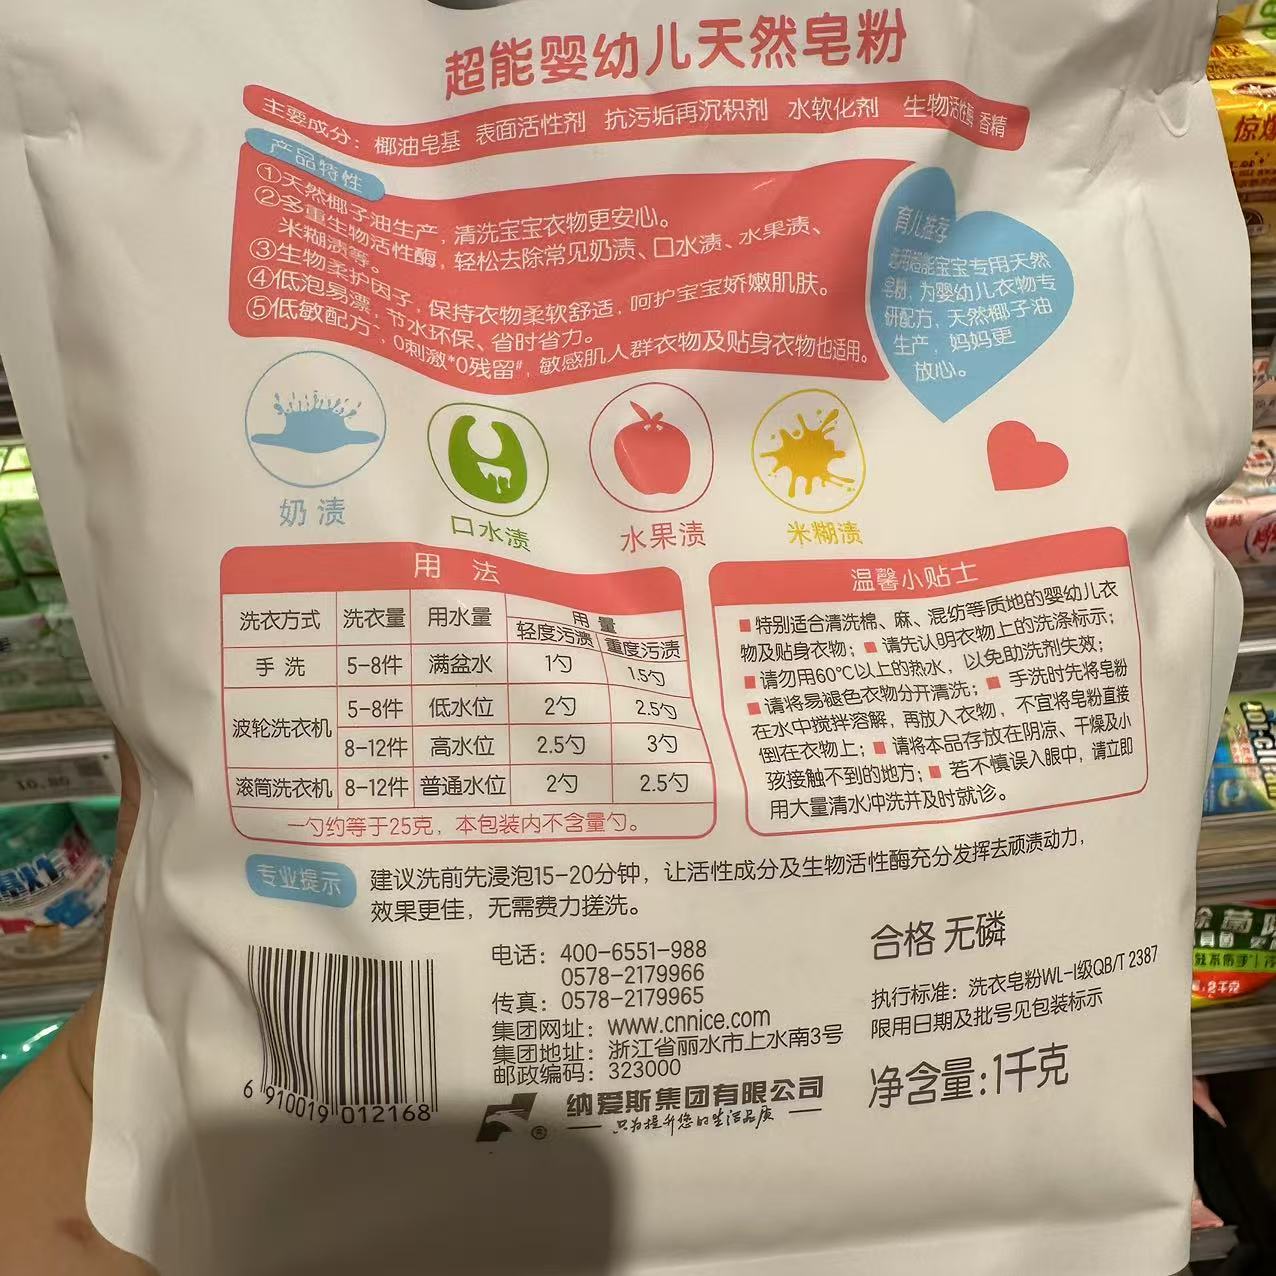 超能婴幼儿天然皂粉
主要成分：椰油皂基 表面活性剂 抗污垢再沉积剂 水软化剂 生物活性酶 香精
产品特性
①天然椰子油生产，清洗宝宝衣物更安心。
②多重生物活性酶，轻松去除常见奶渍、口水渍、水果渍、
米糊渍等。
③生物柔护因子，保持衣物柔软舒适，呵护宝宝娇嫩肌肤。
④低泡易漂，节水环保、省时省力。
⑤低敏配方，0刺激*0残留#，敏感肌人群衣物及贴身衣物也适用。
育儿推荐
选用超能宝宝专用天然
皂粉，为婴幼儿衣物专
研配方，天然椰子油
生产，妈妈更
放心。
奶渍
口水渍
水果渍
米糊渍
用 法
洗衣方式 洗衣量 用水量 用量
轻度污渍 重度污渍
手 洗 5-8件 满盆水 1勺 1.5勺
波轮洗衣机 5-8件 低水位 2勺 2.5勺
8-12件 高水位 2.5勺 3勺
滚筒洗衣机 8-12件 普通水位 2勺 2.5勺
一勺约等于25克，本包装内不含量勺。
温馨小贴士
■ 特别适合清洗棉、麻、混纺等质地的婴幼儿衣
物及贴身衣物；■ 请先认明衣物上的洗涤标示；
■ 请勿用60℃以上的热水，以免助洗剂失效；
■ 请将易褪色衣物分开清洗；■ 手洗时先将皂粉
在水中搅拌溶解，再放入衣物，不宜将皂粉直接
倒在衣物上；■ 请将本品存放在阴凉、干燥及小
孩接触不到的地方；■ 若不慎误入眼中，请立即
用大量清水冲洗并及时就诊。
专业提示
建议洗前先浸泡15-20分钟，让活性成分及生物活性酶充分发挥去顽渍动力，
效果更佳，无需费力搓洗。
电话：400-6551-988
0578-2179966
传真：0578-2179965
集团网址：www.cnnice.com
集团地址：浙江省丽水市上水南3号
邮政编码：323000
纳爱斯集团有限公司
只为提升您的生活品质
®
合格 无磷
执行标准：洗衣皂粉WL-I级QB/T 2387
限用日期及批号见包装标示
净含量：1千克
6 910019 012168
10.80